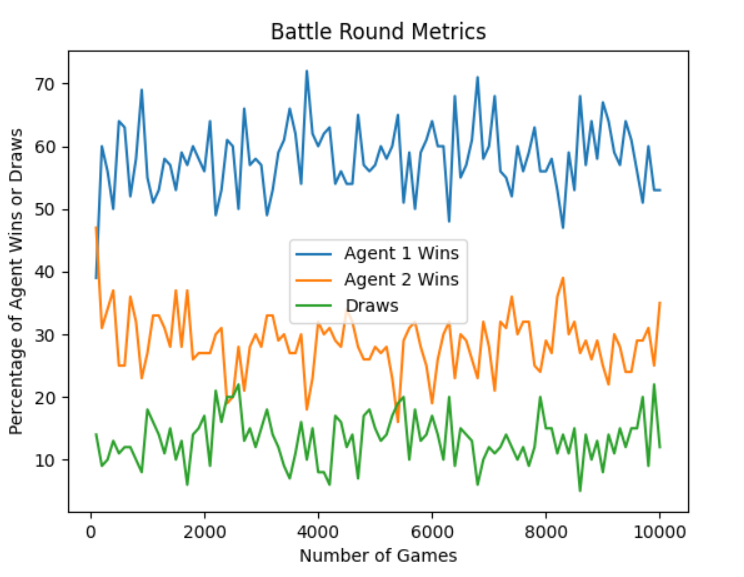 Battle Round Metrics
Percentage of Agent Wins or Draws
70
60
50
40
30
20
10
Agent 1 Wins
Agent 2 Wins
Draws
0
2000
4000
6000
8000
10000
Number of Games